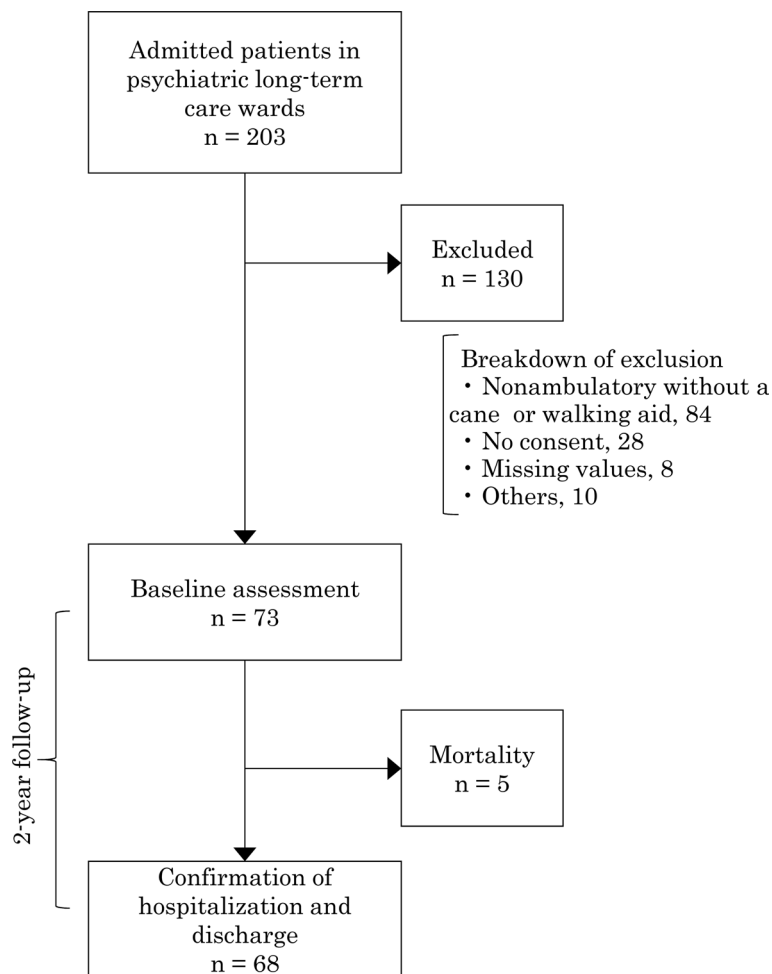 Admitted patients in
psychiatric long-term
care wards
n = 203
Excluded
n = 130
Breakdown of exclusion
・Nonambulatory without a
cane or walking aid, 84
・No consent, 28
・Missing values, 8
・Others, 10
Baseline assessment
n = 73
2-year follow-up
Mortality
n = 5
Confirmation of
hospitalization and
discharge
n = 68